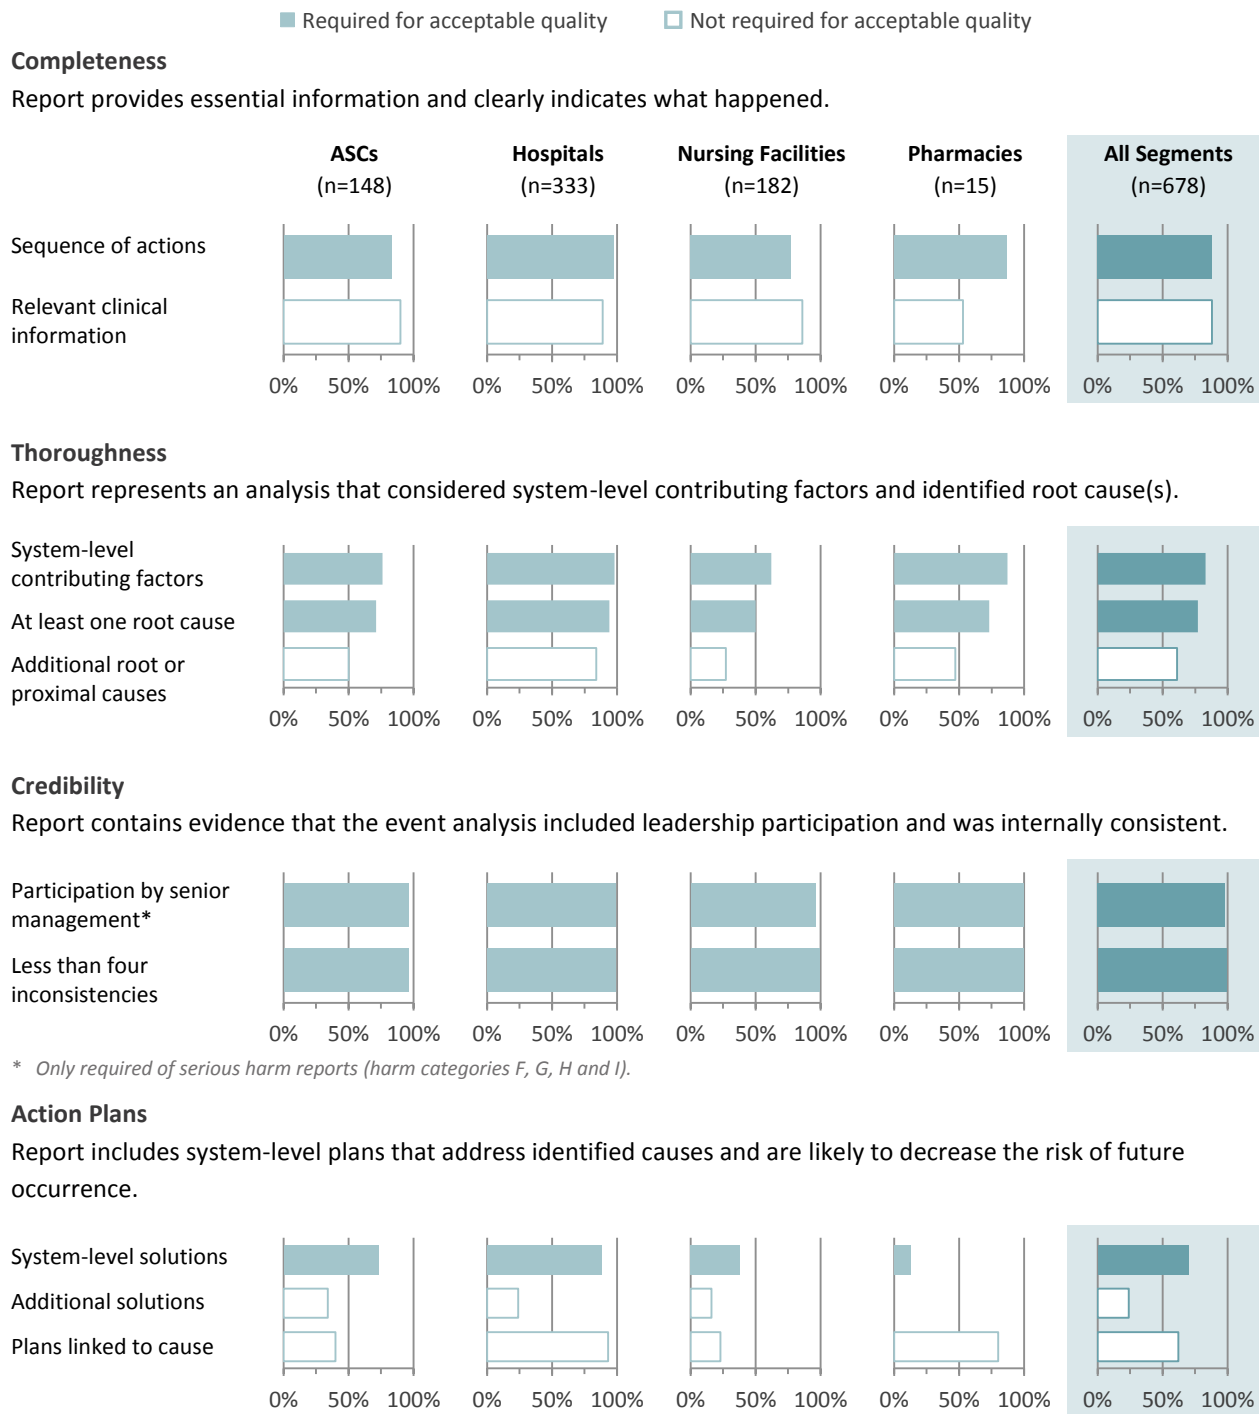 Required for acceptable quality Not required for acceptable quality
Completeness
Report provides essential information and clearly indicates what happened.
ASCs Hospitals Nursing Facilities Pharmacies All Segments
(n=148) (n=333) (n=182) (n=15) (n=678)
Sequence of actions
Relevant clinical
information
0% 50% 100% 0% 50% 100% 0% 50% 100% 0% 50% 100% 0% 50% 100%
Thoroughness
Report represents an analysis that considered system-level contributing factors and identified root cause(s).
System-level
contributing factors
At least one root cause
Additional root or
proximal causes
0% 50% 100% 0% 50% 100% 0% 50% 100% 0% 50% 100% 0% 50% 100%
Credibility
Report contains evidence that the event analysis included leadership participation and was internally consistent.
Participation by senior
management*
Less than four
inconsistencies
0% 50% 100% 0% 50% 100% 0% 50% 100% 0% 50% 100% 0% 50% 100%
* Only required of serious harm reports (harm categories F, G, H and I).
Action Plans
Report includes system-level plans that address identified causes and are likely to decrease the risk of future
occurrence.
System-level solutions
Additional solutions
Plans linked to cause
0% 50% 100% 0% 50% 100% 0% 50% 100% 0% 50% 100% 0% 50% 100%